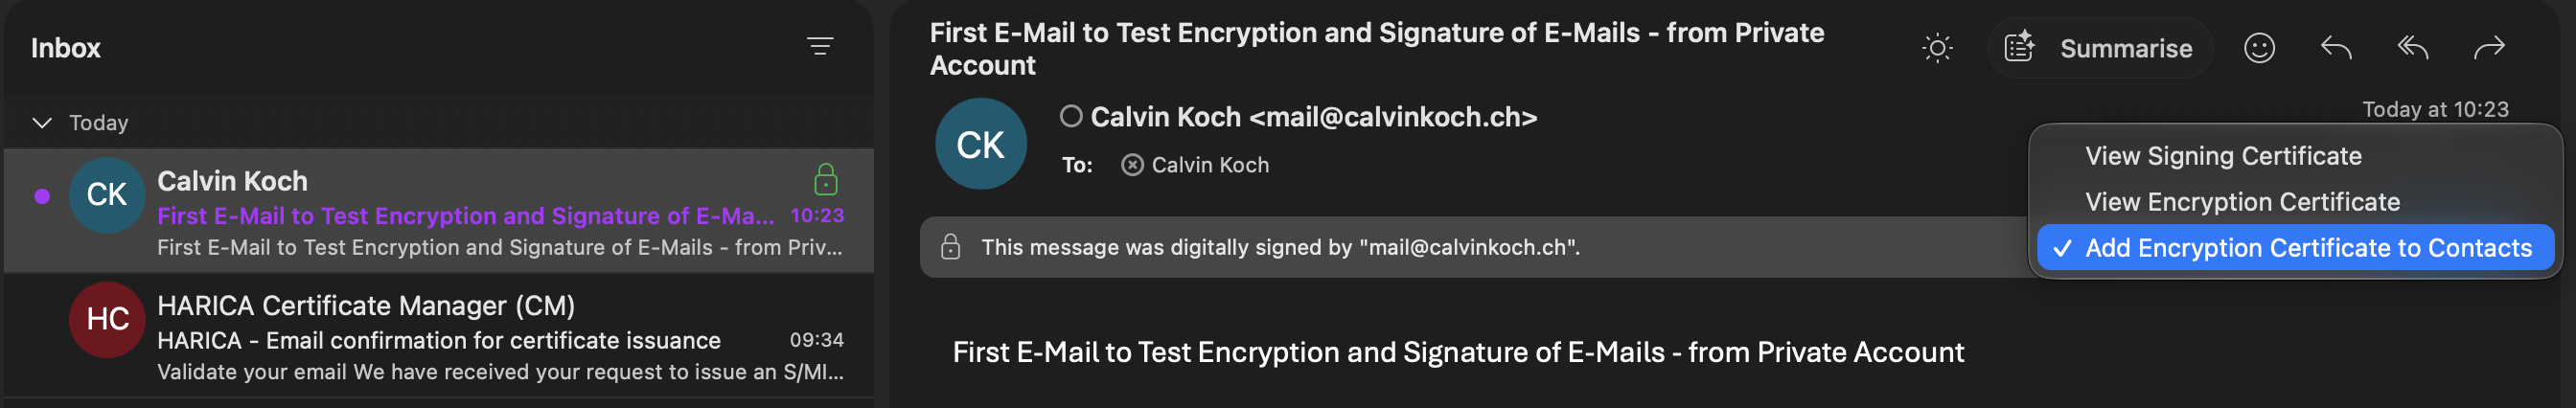 Inbox
Today
CK
Calvin Koch
First E-Mail to Test Encryption and Signature of E-Ma... 10:23
First E-Mail to Test Encryption and Signature of E-Mails - from Priv...
HC
HARICA Certificate Manager (CM)
HARICA - Email confirmation for certificate issuance 09:34
Validate your email We have received your request to issue an S/MI...
First E-Mail to Test Encryption and Signature of E-Mails - from Private
Account
Summarise
CK
Calvin Koch <mail@calvinkoch.ch>
Today at 10:23
To: Calvin Koch
View Signing Certificate
View Encryption Certificate
Add Encryption Certificate to Contacts
This message was digitally signed by "mail@calvinkoch.ch".
First E-Mail to Test Encryption and Signature of E-Mails - from Private Account